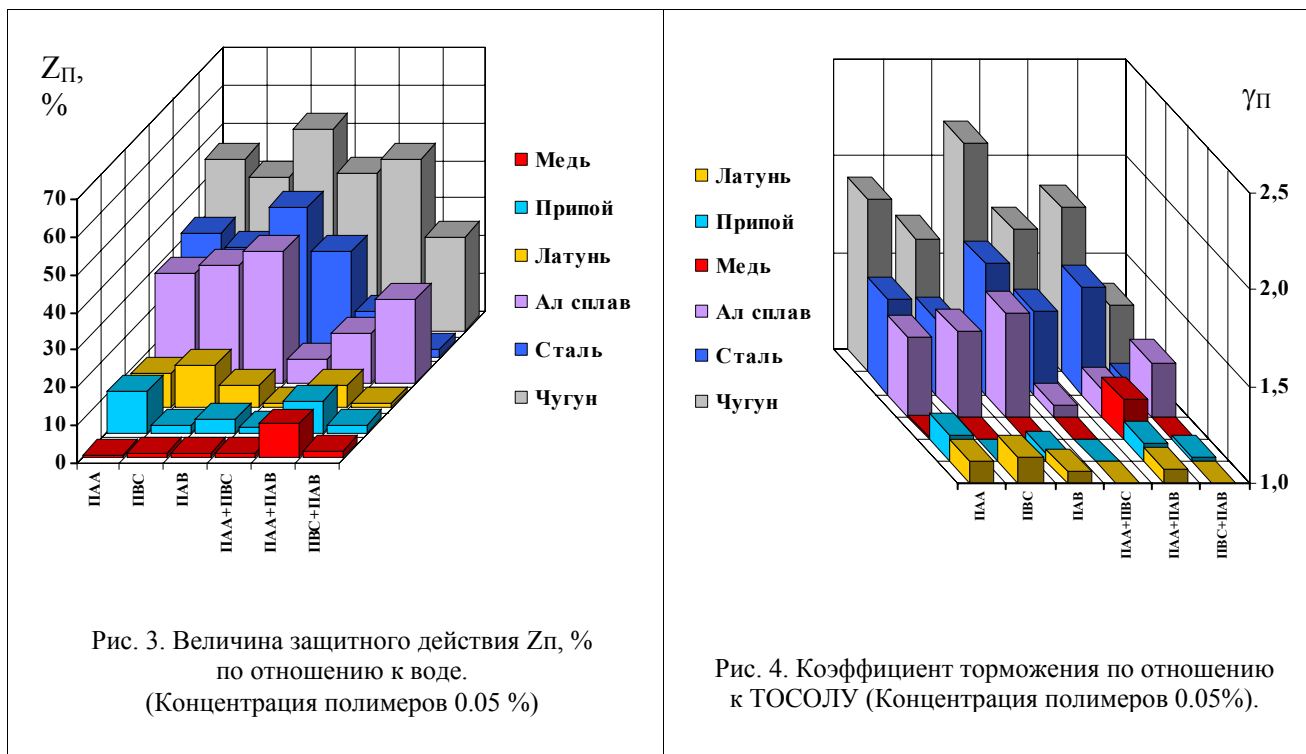 Zп,
%
70
60
50
40
30
20
10
0
ПАА
ПВС
ПАВ
ПАА+ПВС
ПАА+ПАВ
ПВС+ПАВ
Медь
Припой
Латунь
Ал сплав
Сталь
Чугун
Рис. 3. Величина защитного действия Zп, %
по отношению к воде.
(Концентрация полимеров 0.05 %)
γП
Латунь
Припой
Медь
Ал сплав
Сталь
Чугун
2,5
2,0
1,5
1,0
ПАА
ПВС
ПАВ
ПАА+ПВС
ПАА+ПАВ
ПВС+ПАВ
Рис. 4. Коэффициент торможения по отношению
к ТОСОЛУ (Концентрация полимеров 0.05%).